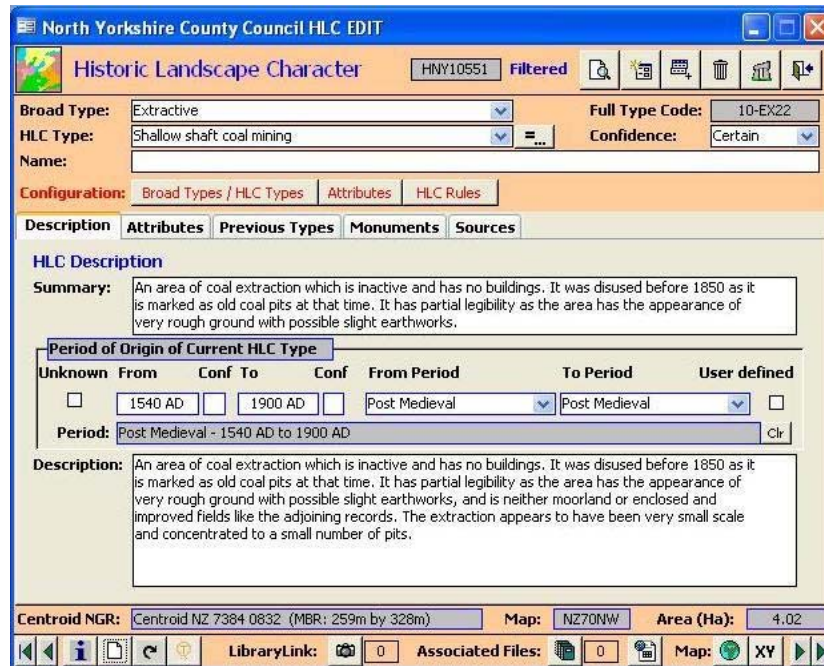 North Yorkshire County Council HLC EDIT
Historic Landscape Character HNY10551 Filtered
Broad Type: Extractive Full Type Code: 10-EX22
HLC Type: Shallow shaft coal mining =... Confidence: Certain
Name:
Configuration: Broad Types / HLC Types Attributes HLC Rules
Description Attributes Previous Types Monuments Sources
HLC Description
Summary: An area of coal extraction which is inactive and has no buildings. It was disused before 1850 as it
is marked as old coal pits at that time. It has partial legibility as the area has the appearance of
very rough ground with possible slight earthworks.
Period of Origin of Current HLC Type
Unknown From Conf To Conf From Period To Period User defined
1540 AD 1900 AD Post Medieval Post Medieval
Period: Post Medieval - 1540 AD to 1900 AD Clr
Description: An area of coal extraction which is inactive and has no buildings. It was disused before 1850 as it
is marked as old coal pits at that time. It has partial legibility as the area has the appearance of
very rough ground with possible slight earthworks, and is neither moorland or enclosed and
improved fields like the adjoining records. The extraction appears to have been very small scale
and concentrated to a small number of pits.
Centroid NGR: Centroid NZ 7384 0832 (MBR: 259m by 328m) Map: NZ70NW Area (Ha): 4.02
LibraryLink: 0 Associated Files: 0 Map: XY